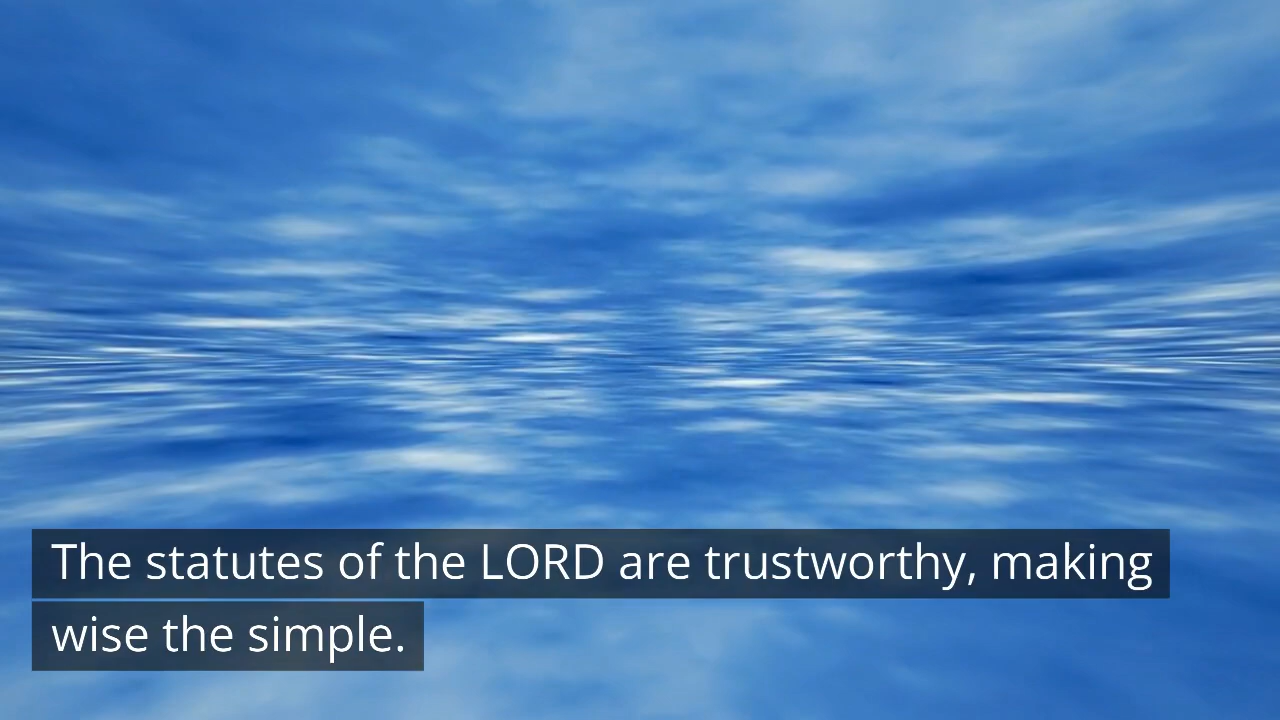 The statutes of the LORD are trustworthy, making
wise the simple.